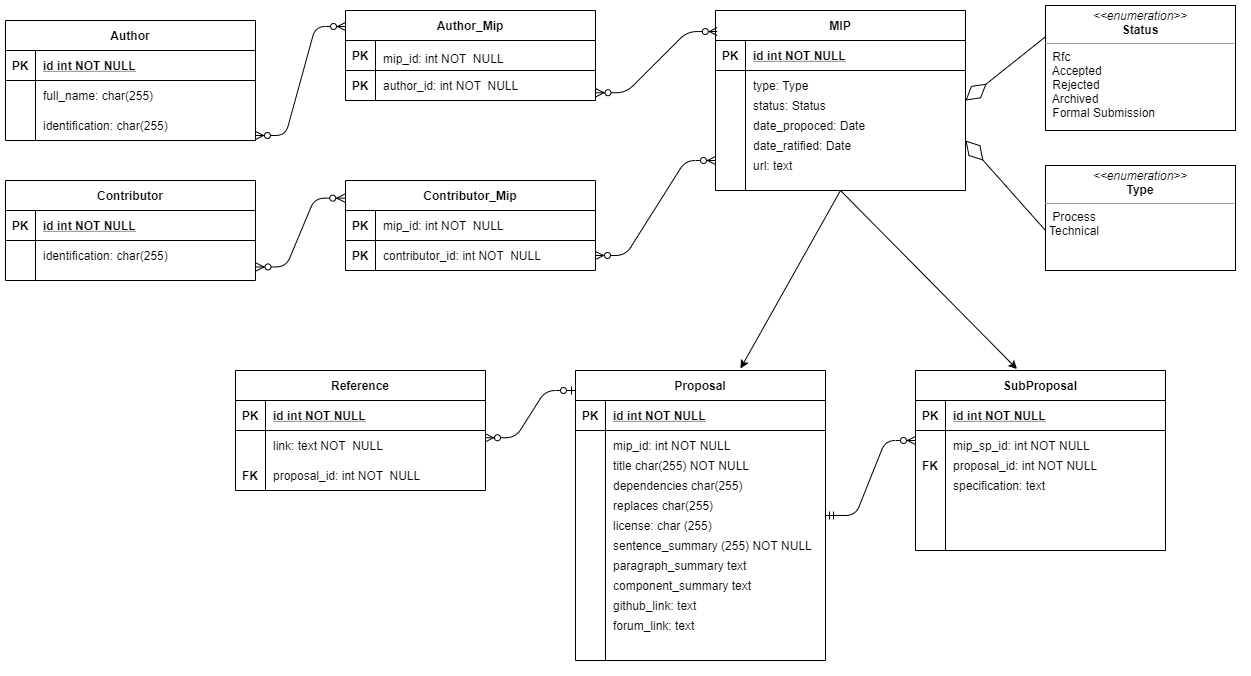 Author
PK id int NOT NULL
full_name: char(255)
identification: char(255)
Author_Mip
PK mip_id: int NOT  NULL
PK author_id: int NOT  NULL
MIP
PK id int NOT NULL
type: Type
status: Status
date_propoced: Date
date_ratified: Date
url: text
<<enumeration>>
Status
Rfc
Accepted
Rejected
Archived
Formal Submission
Contributor
PK id int NOT NULL
identification: char(255)
Contributor_Mip
PK mip_id: int NOT  NULL
PK contributor_id: int NOT  NULL
<<enumeration>>
Type
Process
Technical
Reference
PK id int NOT NULL
link: text NOT  NULL
FK proposal_id: int NOT  NULL
Proposal
PK id int NOT NULL
mip_id: int NOT NULL
title char(255) NOT NULL
dependencies char(255)
replaces char(255)
license: char (255)
sentence_summary (255) NOT NULL
paragraph_summary text
component_summary text
github_link: text
forum_link: text
SubProposal
PK id int NOT NULL
mip_sp_id: int NOT NULL
FK proposal_id: int NOT NULL
specification: text